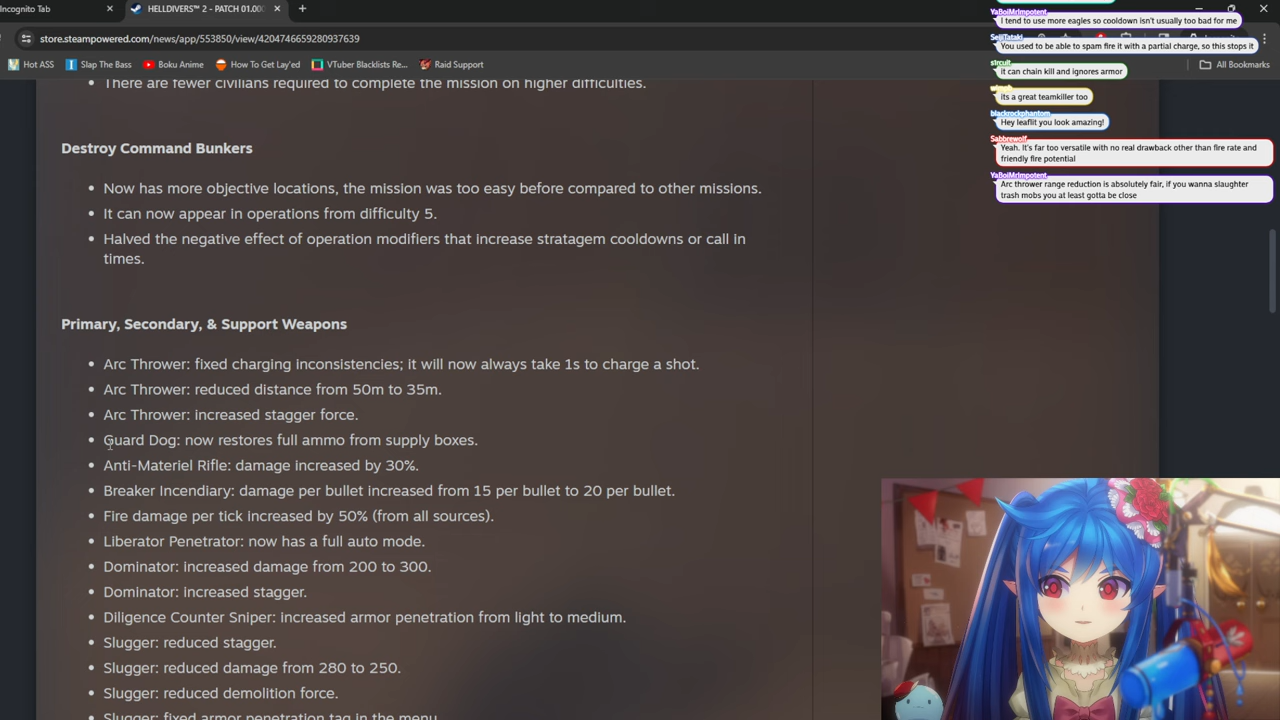 Incognito Tab
HELLDIVERS™ 2 - PATCH 01.00
store.steampowered.com/news/app/553850/view/4204746928280937639
Hot ASS
Slap The Bass
Boku Anime
How To Get Lay'ed
VTuber Blacklists Re...
Raid Support
All Bookmarks
There are fewer civilians required to complete the mission on higher difficulties.
Destroy Command Bunkers
Now has more objective locations, the mission was too easy before compared to other missions.
It can now appear in operations from difficulty 5.
Halved the negative effect of operation modifiers that increase stratagem cooldowns or call in
times.
Primary, Secondary, & Support Weapons
Arc Thrower: fixed charging inconsistencies; it will now always take 1s to charge a shot.
Arc Thrower: reduced distance from 50m to 35m.
Arc Thrower: increased stagger force.
Guard Dog: now restores full ammo from supply boxes.
Anti-Materiel Rifle: damage increased by 30%.
Breaker Incendiary: damage per bullet increased from 15 per bullet to 20 per bullet.
Fire damage per tick increased by 50% (from all sources).
Liberator Penetrator: now has a full auto mode.
Dominator: increased damage from 200 to 300.
Dominator: increased stagger.
Diligence Counter Sniper: increased armor penetration from light to medium.
Slugger: reduced stagger.
Slugger: reduced damage from 280 to 250.
Slugger: reduced demolition force.
Slugger: fixed armor penetration tag in the menu
YaBoiMrImpotent
I tend to use more eagles so cooldown isn't usually too bad for me
You used to be able to spam fire it with a partial charge, so this stops it
s1rcuit
it can chain kill and ignores armor
its a great teamkiller too
blackrockphantom
Hey leaflit you look amazing!
Sabbrewolf
Yeah. It's far too versatile with no real drawback other than fire rate and
friendly fire potential
YaBoiMrImpotent
Arc thrower range reduction is absolutely fair, if you wanna slaughter
trash mobs you at least gotta be close